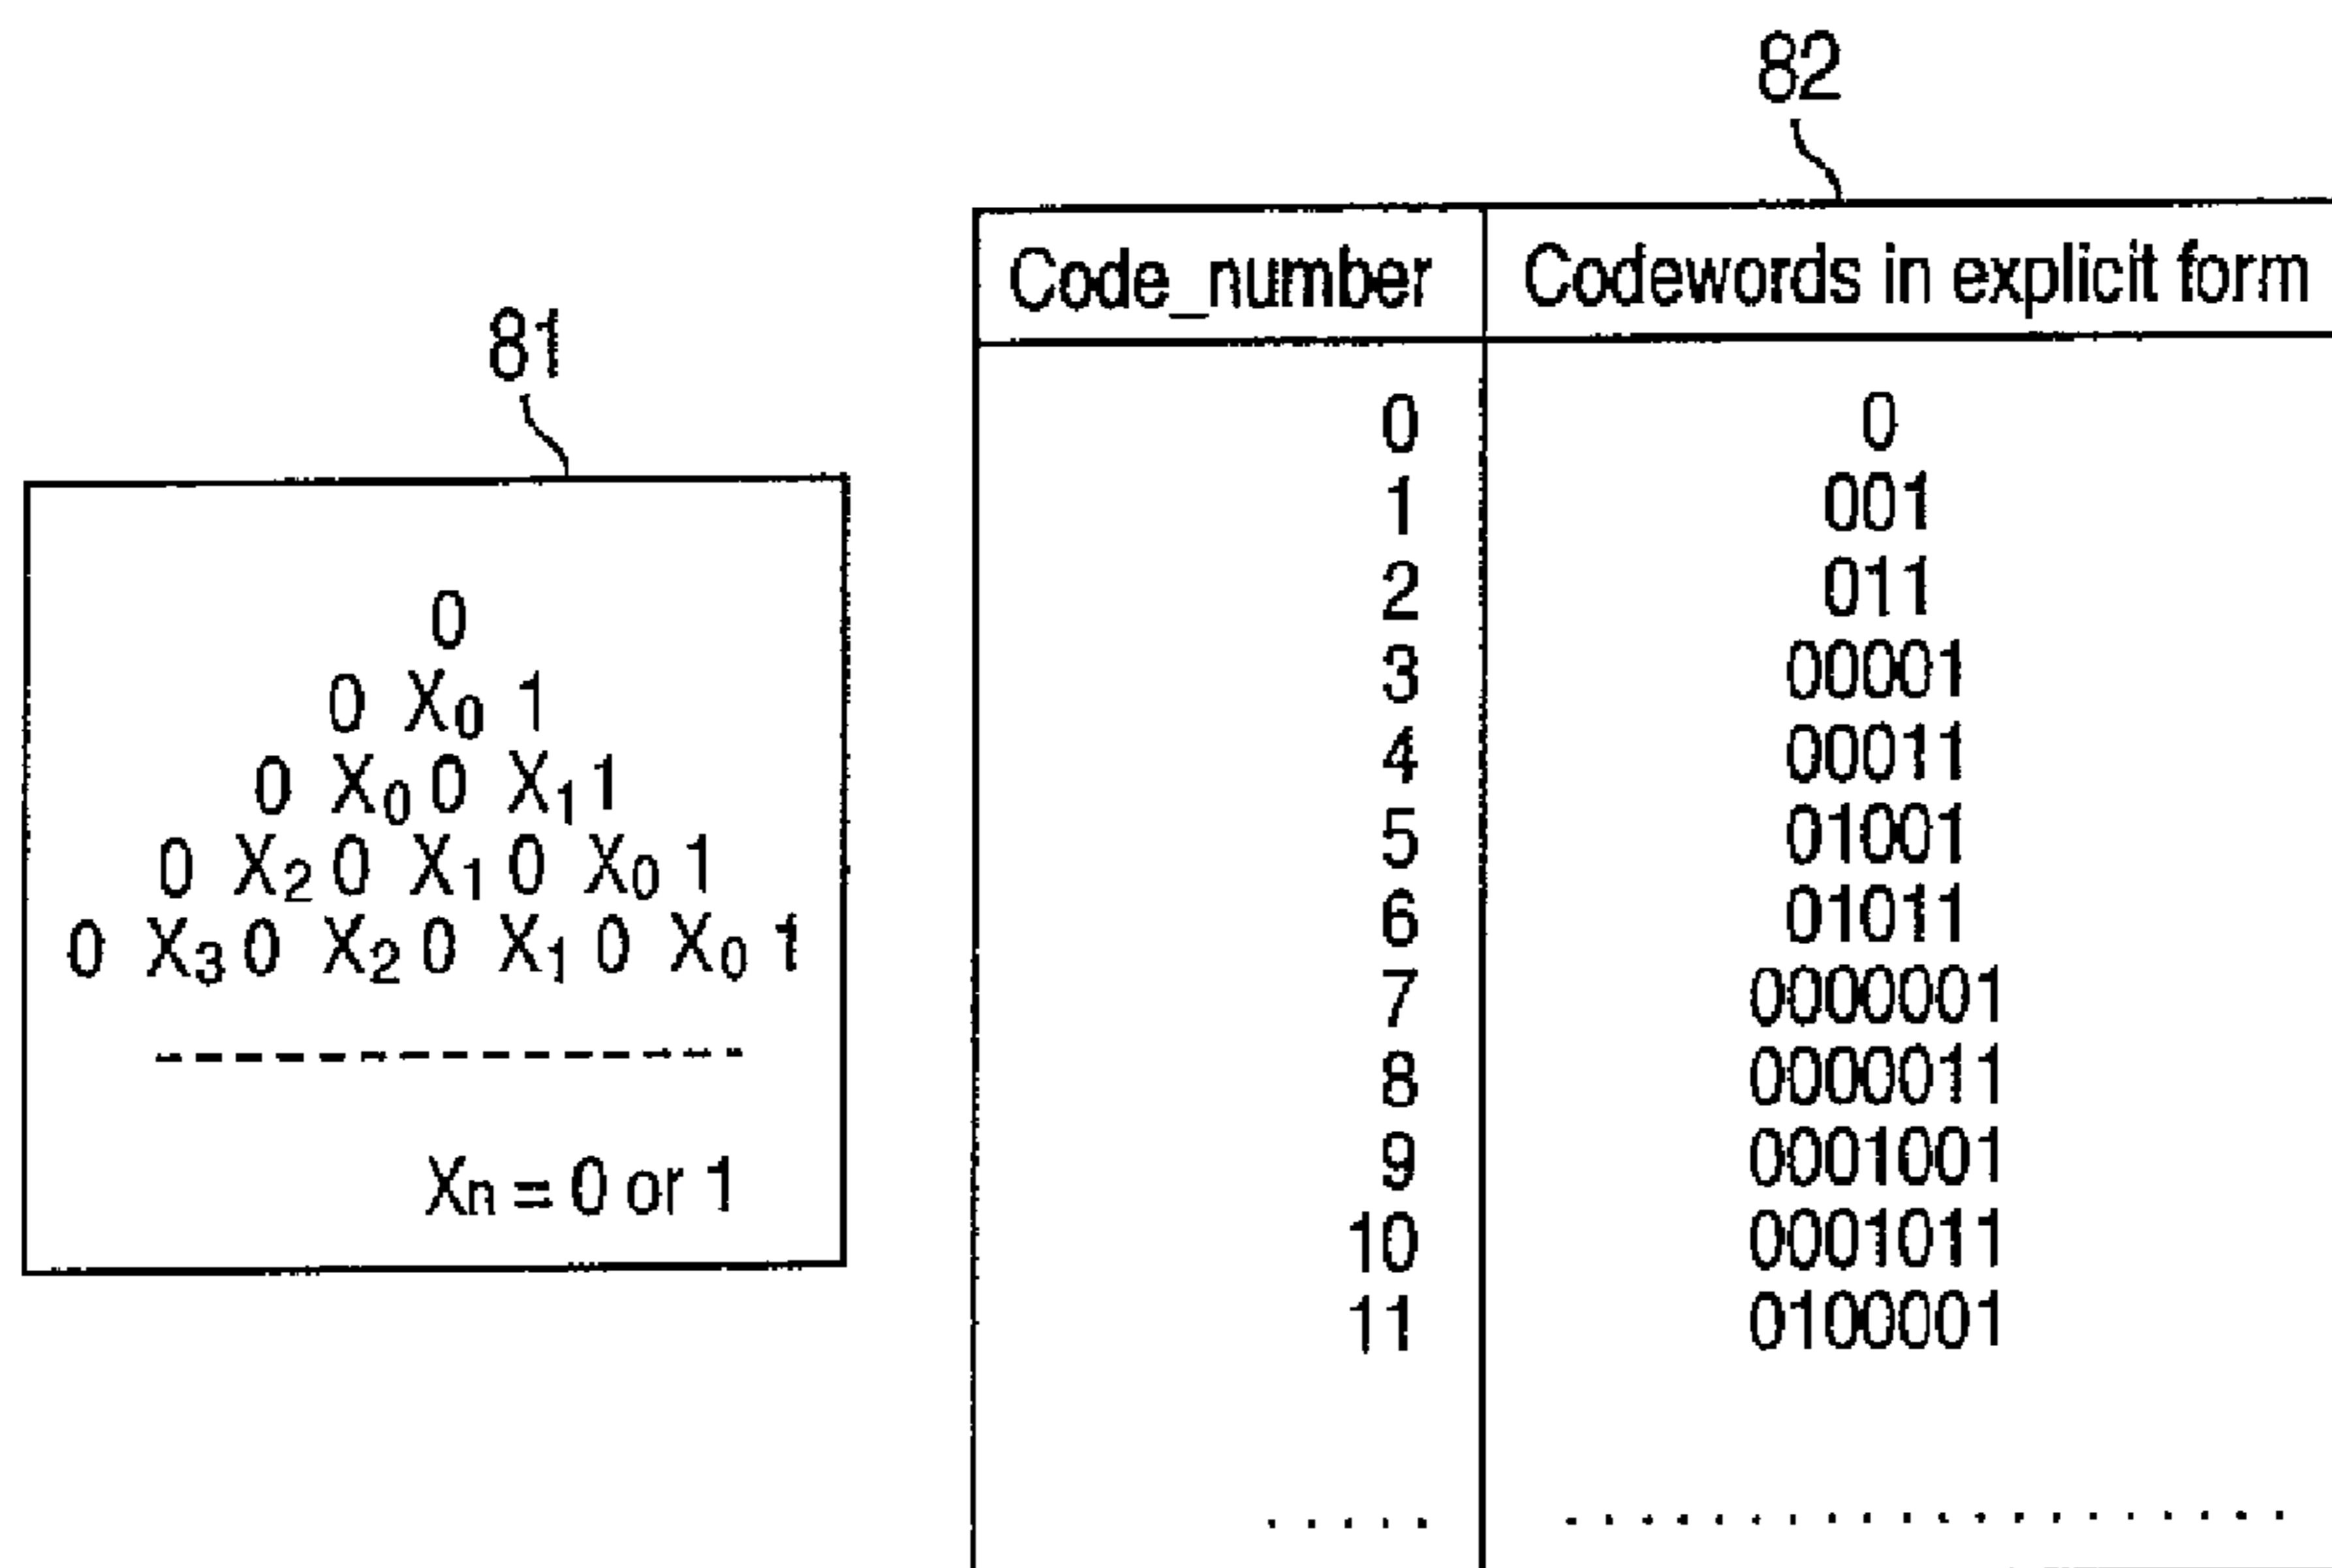 81
0
0 X₀ 1
0 X₀ 0 X₁ 1
0 X₂ 0 X₁ 0 X₀ 1
0 X₃ 0 X₂ 0 X₁ 0 X₀ 1
Xn = 0 or 1
82
Code_number Codewords in explicit form
0 0
1 001
2 011
3 00001
4 00011
5 01001
6 01011
7 0000001
8 0000011
9 0001001
10 0001011
11 0100001
..... ....................